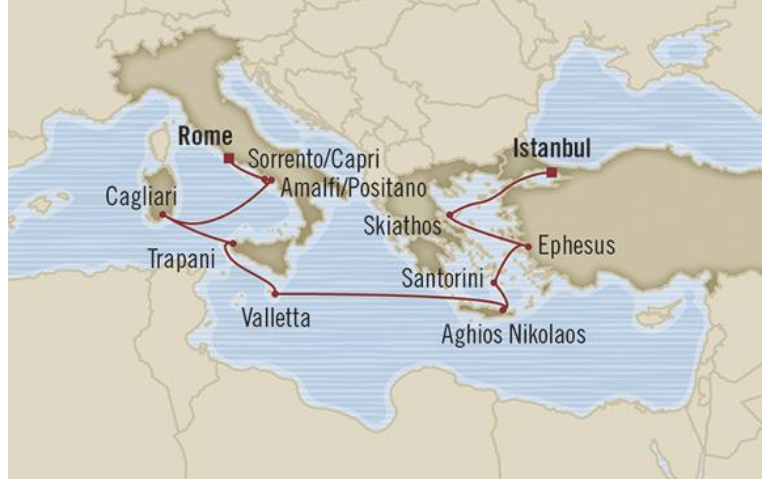 Rome
Sorrento/Capri
Amalfi/Positano
Cagliari
Trapani
Valletta
Istanbul
Skiathos
Ephesus
Santorini
Aghios Nikolaos